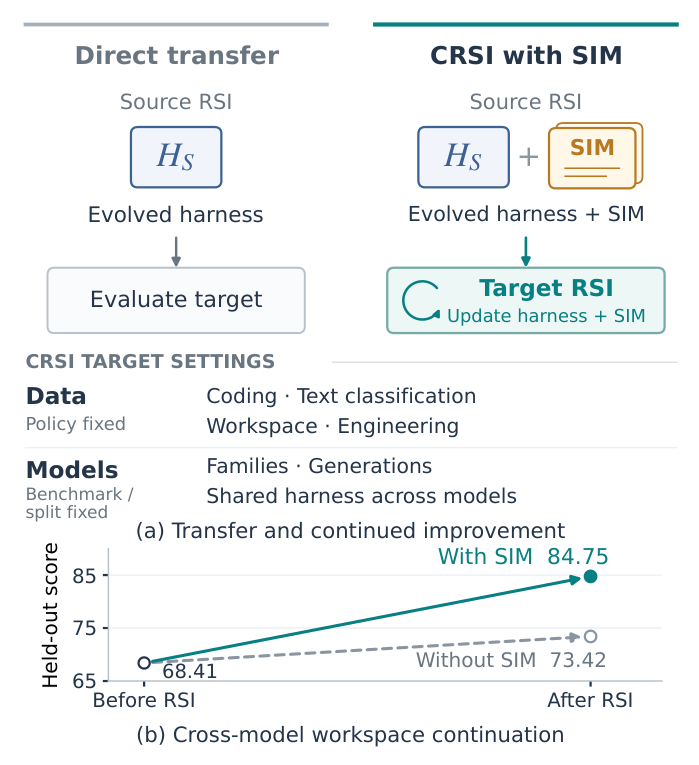 Direct transfer
CRSI with SIM
Source RSI
Source RSI
H_S
H_S + SIM
Evolved harness
Evolved harness + SIM
Evaluate target
Target RSI
Update harness + SIM
CRSI TARGET SETTINGS
Data
Policy fixed
Coding · Text classification
Workspace · Engineering
Models
Benchmark /
split fixed
Families · Generations
Shared harness across models
(a) Transfer and continued improvement
Held-out score
85
75
65
With SIM 84.75
Without SIM 73.42
68.41
Before RSI
After RSI
(b) Cross-model workspace continuation